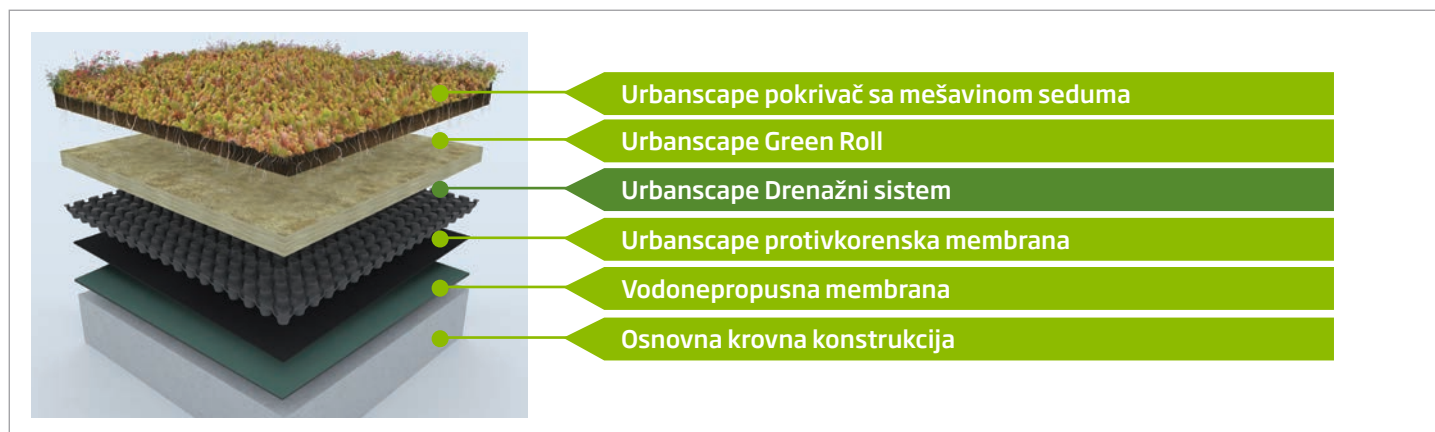 Urbanscape pokrivač sa mešavinom seduma
Urbanscape Green Roll
Urbanscape Drenažni sistem
Urbanscape protivkorenska membrana
Vodonepropusna membrana
Osnovna krovna konstrukcija